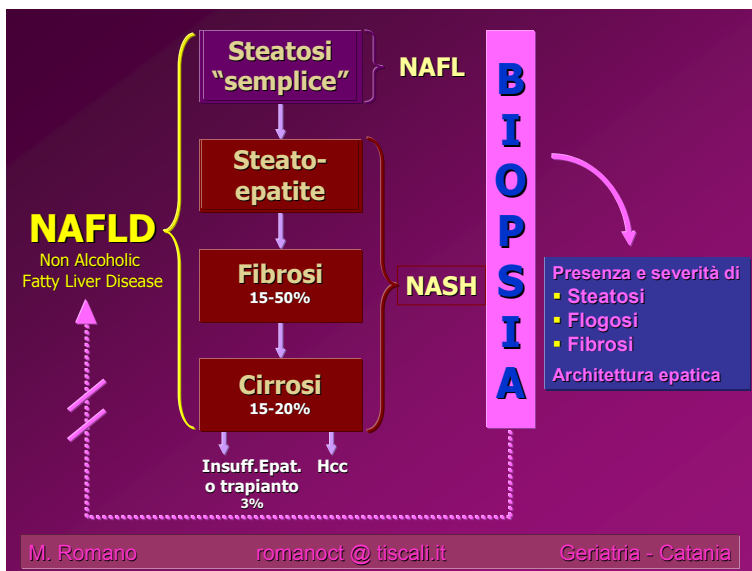 Steatosi
“semplice”
NAFL
Steato-
epatite
NAFLD
Non Alcoholic
Fatty Liver Disease
Fibrosi
15-50%
NASH
Cirrosi
15-20%
Insuff.Epat.
o trapianto
3%
Hcc
BIOPSIA
Presenza e severità di
Steatosi
Flogosi
Fibrosi
Architettura epatica
M. Romano romanoct @ tiscali.it Geriatria - Catania